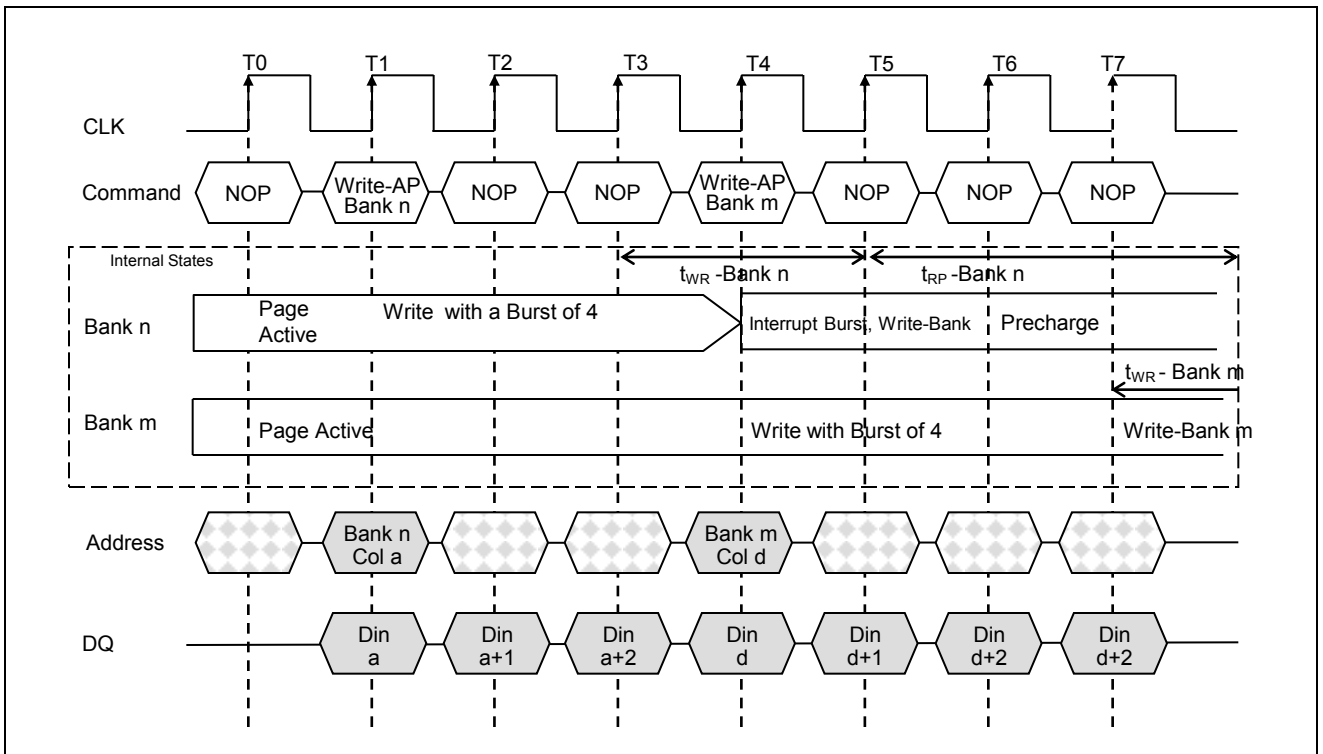 T0 T1 T2 T3 T4 T5 T6 T7
CLK
Command NOP Write-AP Bank n NOP NOP Write-AP Bank m NOP NOP NOP
Internal States
tWR -Bank n tRP -Bank n
Bank n Page Active Write with a Burst of 4 Interrupt Burst, Write-Bank Precharge
tWR - Bank m
Bank m Page Active Write with Burst of 4 Write-Bank m
Address Bank n Col a Bank m Col d
DQ Din a Din a+1 Din a+2 Din d Din d+1 Din d+2 Din d+2